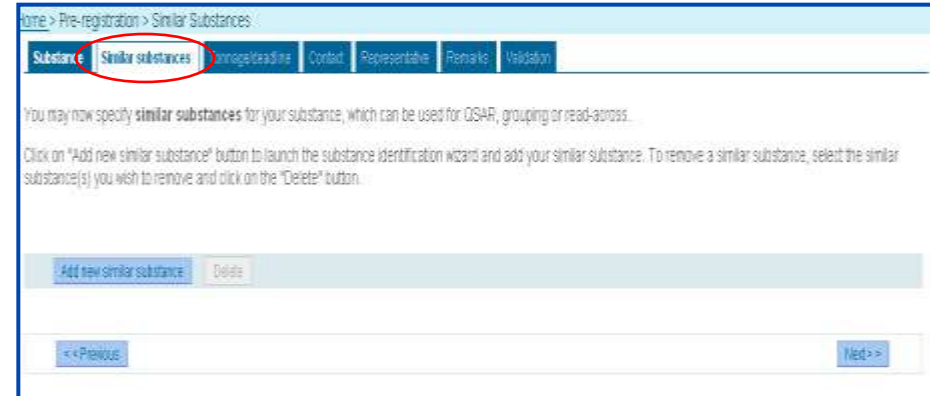 Home > Pre-registration > Similar Substances
Substance Similar substances Tonnage/deadline Contact Representative Remarks Validation
You may now specify similar substances for your substance, which can be used for QSAR, grouping or read-across.
Click on "Add new similar substance" button to launch the substance identification wizard and add your similar substance. To remove a similar substance, select the similar
substance(s) you wish to remove and click on the "Delete" button.
Add new similar substance Delete
<< Previous Next >>